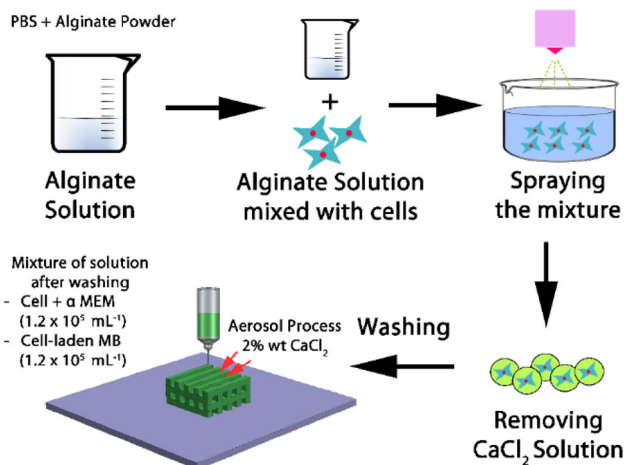 PBS + Alginate Powder
Alginate
Solution
+
Alginate Solution
mixed with cells
Spraying
the mixture
Mixture of solution
after washing
- Cell + α MEM
(1.2 x 10⁵ mL⁻¹)
- Cell-laden MB
(1.2 x 10⁵ mL⁻¹)
Aerosol Process
2% wt CaCl₂
Washing
Removing
CaCl₂ Solution